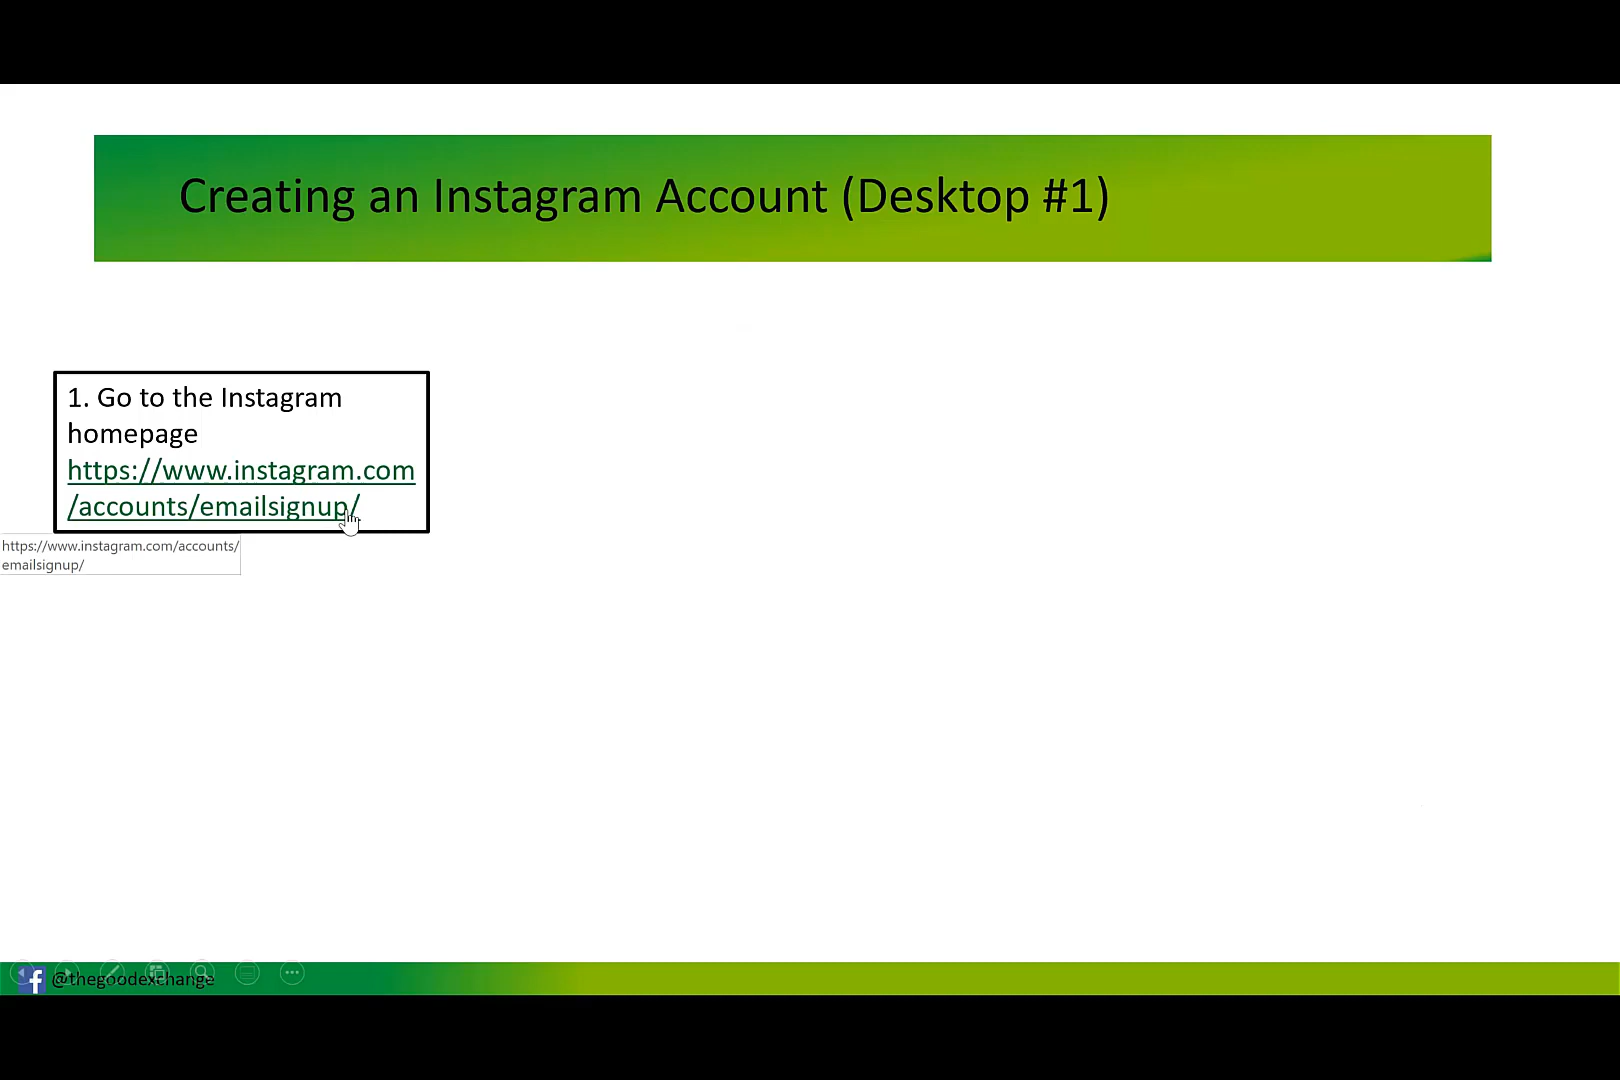 Creating an Instagram Account (Desktop #1)
1. Go to the Instagram
homepage
https://www.instagram.com
/accounts/emailsignup/
https://www.instagram.com/accounts/
emailsignup/
@thegoodexchange